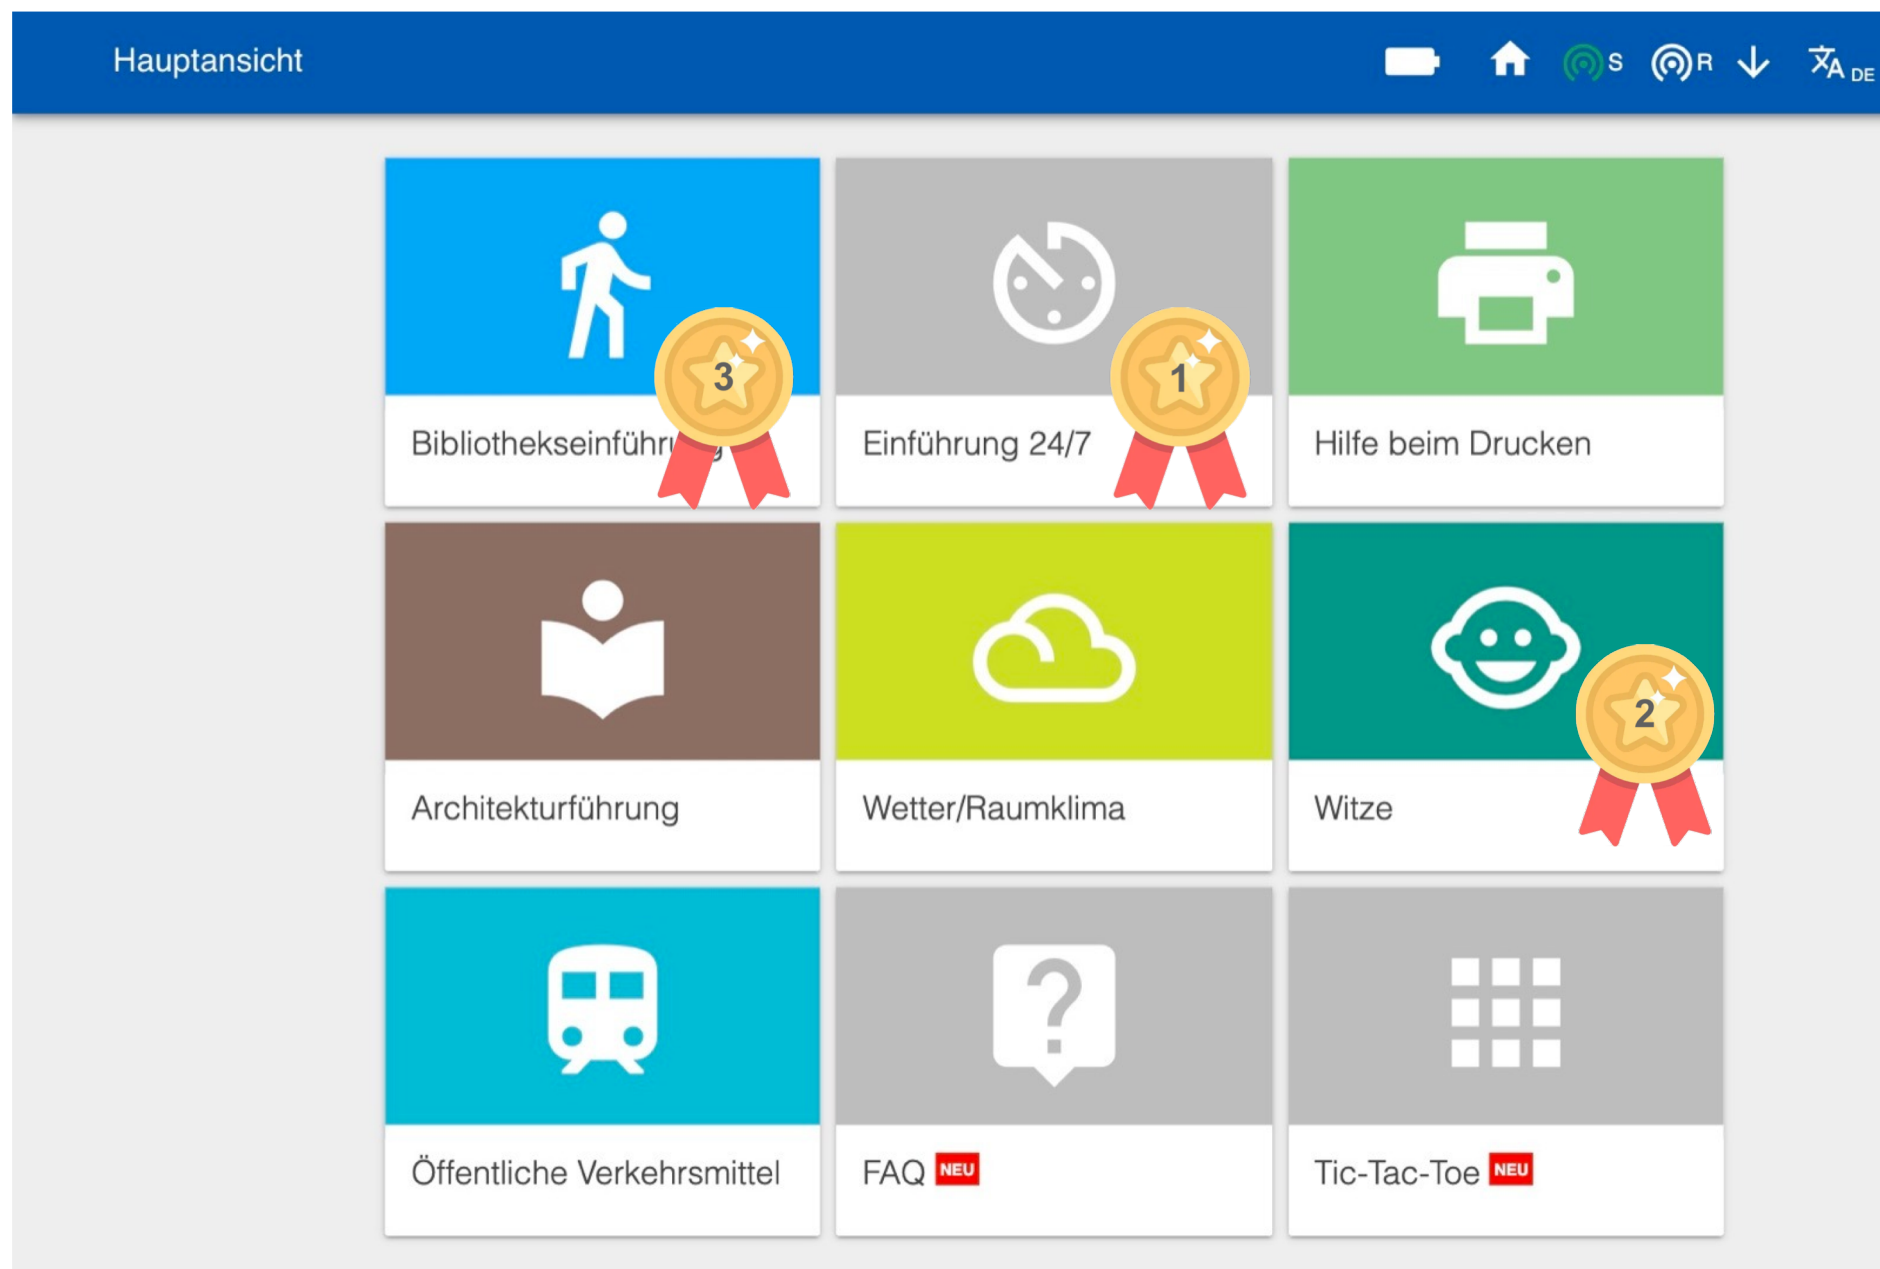 Hauptansicht
S
R
DE
3
1
Bibliothekseinführung
Einführung 24/7
Hilfe beim Drucken
2
Architekturführung
Wetter/Raumklima
Witze
?
Öffentliche Verkehrsmittel
FAQ NEU
Tic-Tac-Toe NEU